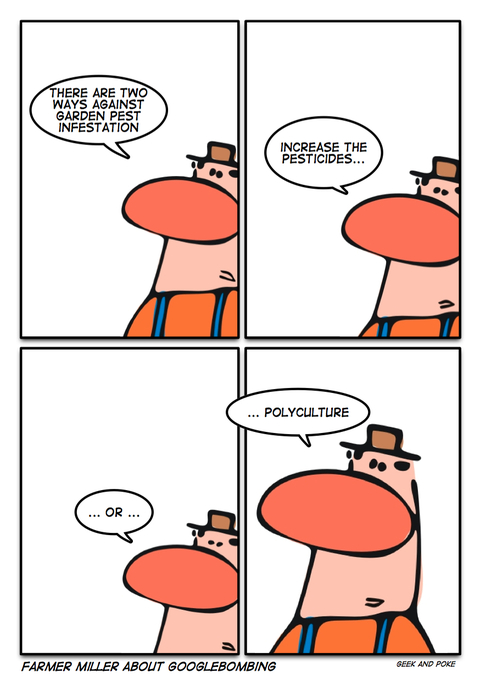 THERE ARE TWO
WAYS AGAINST
GARDEN PEST
INFESTATION
INCREASE THE
PESTICIDES...
... OR ...
... POLYCULTURE
FARMER MILLER ABOUT GOOGLEBOMBING
GEEK AND POKE